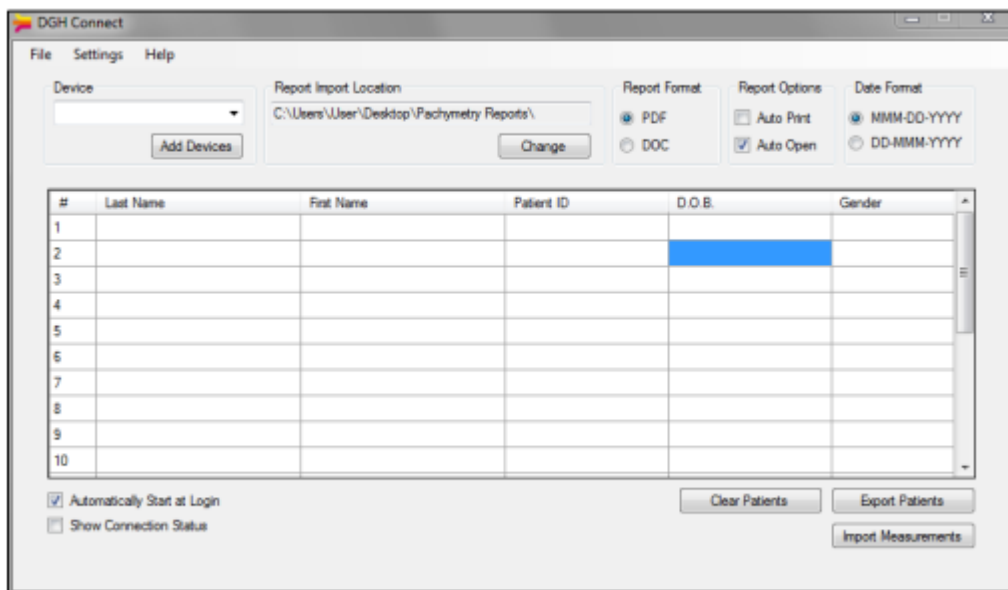 DGH Connect
File Settings Help
Device
Add Devices
Report Import Location
C:\Users\User\Desktop\Pachymetry Reports\
Change
Report Format
PDF
DOC
Report Options
Auto Print
Auto Open
Date Format
MMM-DD-YYYY
DD-MMM-YYYY
# Last Name First Name Patient ID D.O.B. Gender
1
2
3
4
5
6
7
8
9
10
Automatically Start at Login
Show Connection Status
Clear Patients
Export Patients
Import Measurements